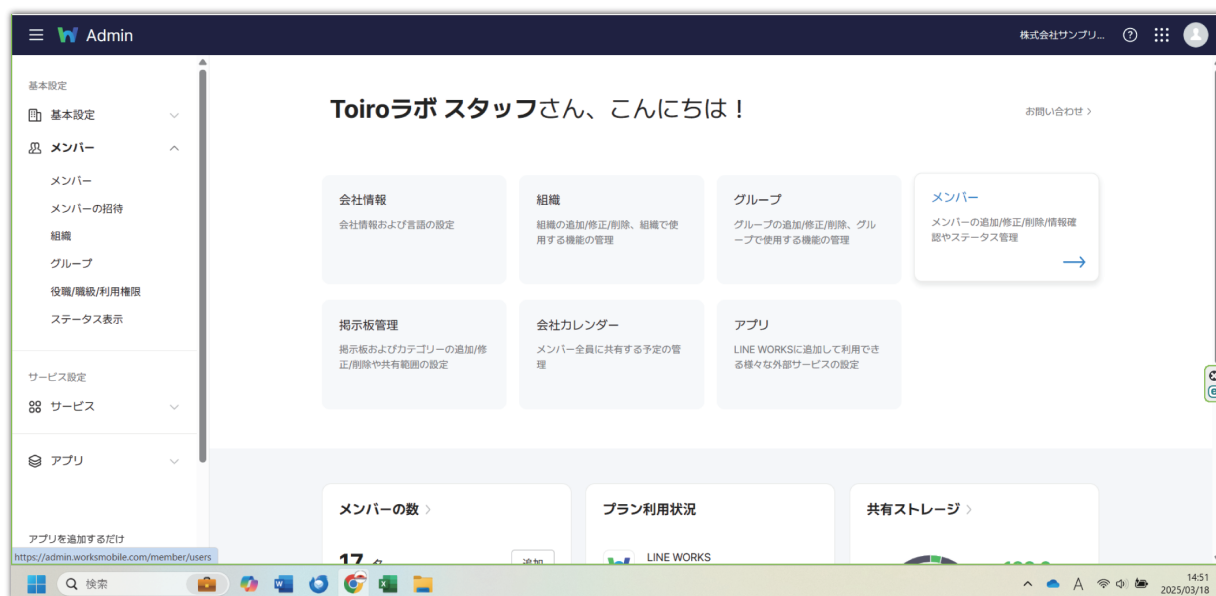 Admin
株式会社サンプリ...
基本設定
基本設定
メンバー
メンバー
メンバーの招待
組織
グループ
役職/職級/利用権限
ステータス表示
サービス設定
サービス
アプリ
アプリを追加するだけ
https://admin.worksmobile.com/member/users
Toiroラボ スタッフさん、こんにちは！
お問い合わせ
会社情報
会社情報および言語の設定
組織
組織の追加/修正/削除、組織で使
用する機能の管理
グループ
グループの追加/修正/削除、グル
ープで使用する機能の管理
メンバー
メンバーの追加/修正/削除/情報確
認やステータス管理
掲示板管理
掲示板およびカテゴリーの追加/修
正/削除や共有範囲の設定
会社カレンダー
メンバー全員に共有する予定の管
理
アプリ
LINE WORKSに追加して利用でき
る様々な外部サービスの設定
メンバーの数
17 名
追加
プラン利用状況
LINE WORKS
共有ストレージ
検索
A
14:51
2025/03/18